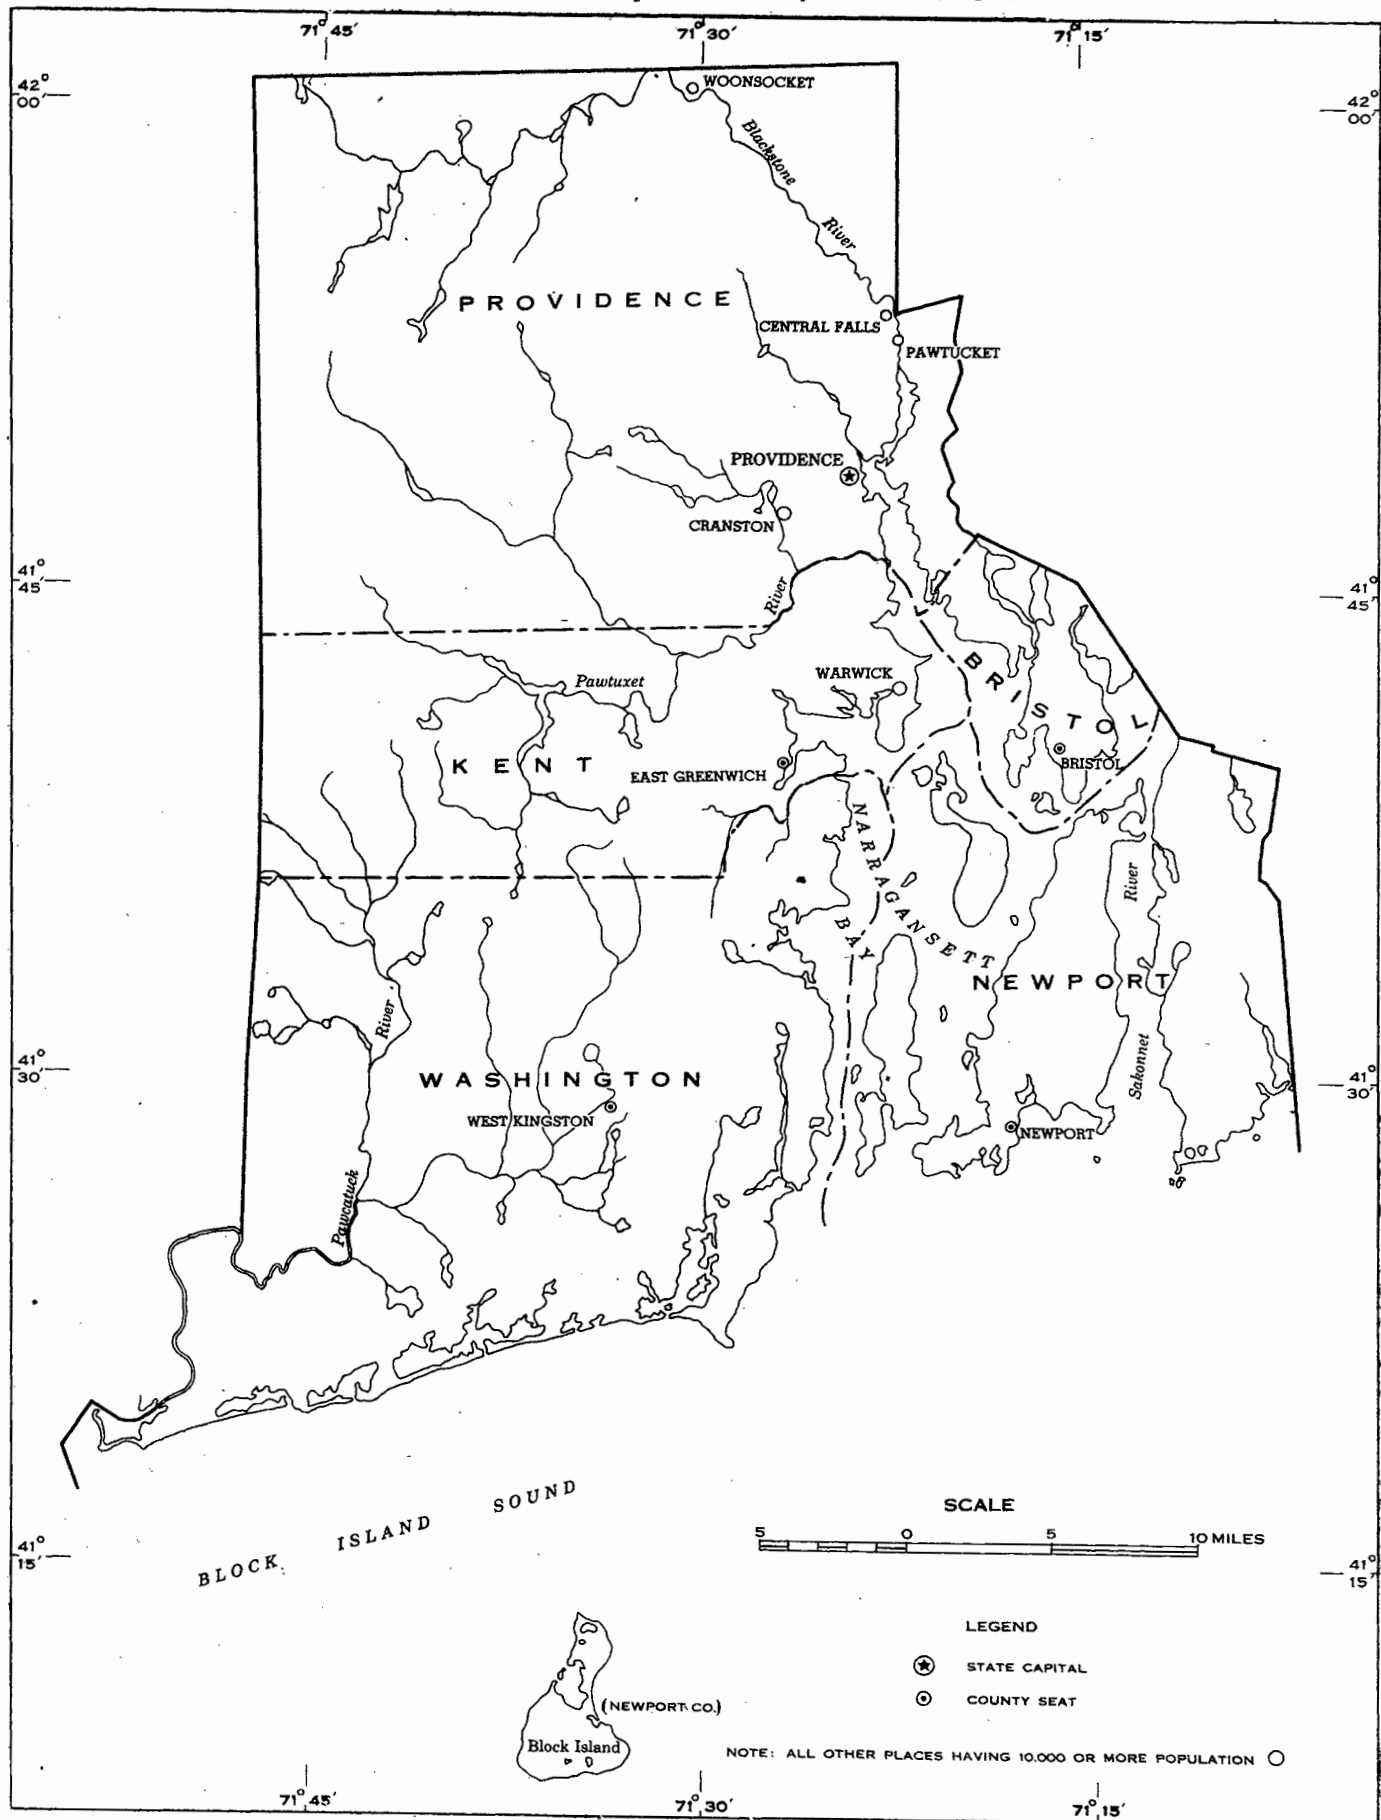 71° 45′
71° 30′
71° 15′
42° 00′
42° 00′
WOONSOCKET
Blackstone
River
PROVIDENCE
CENTRAL FALLS
PAWTUCKET
PROVIDENCE
CRANSTON
41° 45′
41° 45′
River
Pawtuxet
WARWICK
BRISTOL
BRISTOL
KENT
EAST GREENWICH
NARRAGANSETT
BAY
River
Sakonnet
NEWPORT
River
Pawcatuck
41° 30′
41° 30′
WASHINGTON
WEST KINGSTON
NEWPORT
BLOCK ISLAND SOUND
SCALE
5 0 5 10 MILES
41° 15′
41° 15′
LEGEND
STATE CAPITAL
COUNTY SEAT
(NEWPORT CO.)
Block Island
NOTE: ALL OTHER PLACES HAVING 10.000 OR MORE POPULATION
71° 45′
71° 30′
71° 15′